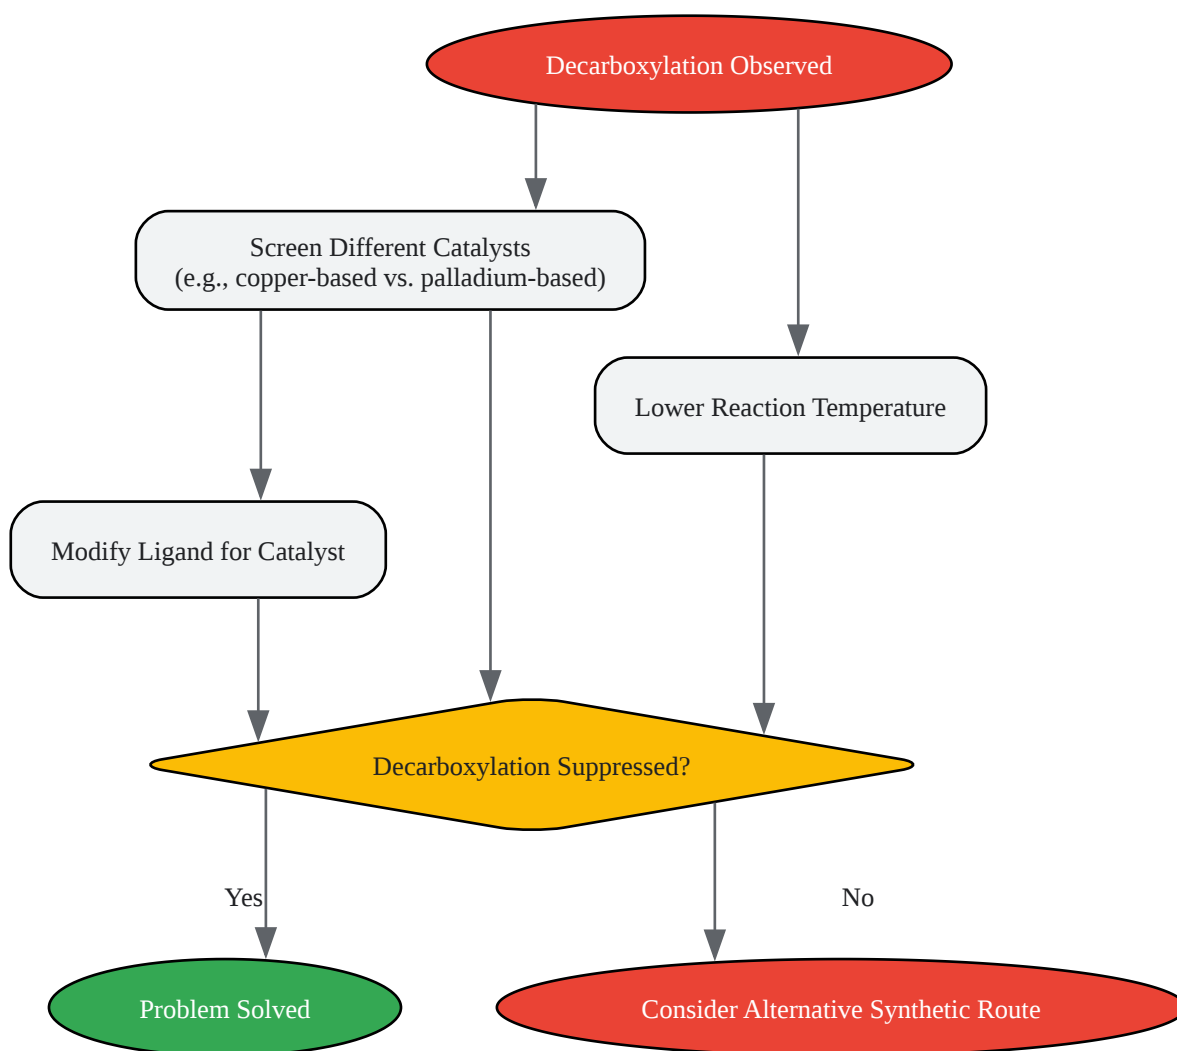 Decarboxylation Observed
Screen Different Catalysts
(e.g., copper-based vs. palladium-based)
Lower Reaction Temperature
Modify Ligand for Catalyst
Decarboxylation Suppressed?
Yes
No
Problem Solved
Consider Alternative Synthetic Route